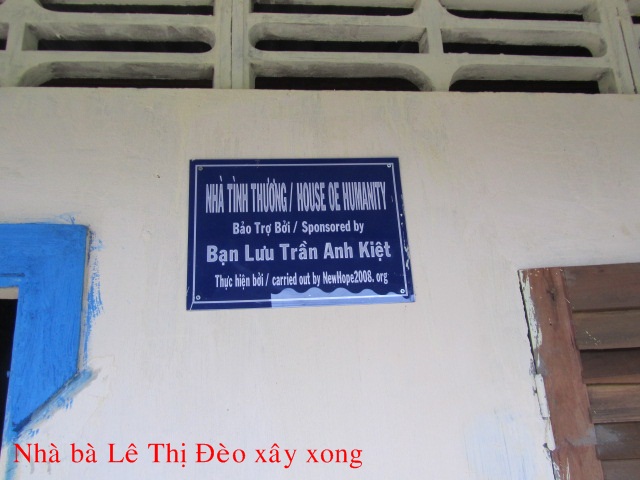 NHÀ TÌNH THƯƠNG / HOUSE OE HUMANITY
Bảo Trợ Bởi / Sponsored by
Bạn Lưu Trần Anh Kiệt
Thực hiện bởi / carried out by NewHope2008. org
Nhà bà Lê Thị Đèo xây xong